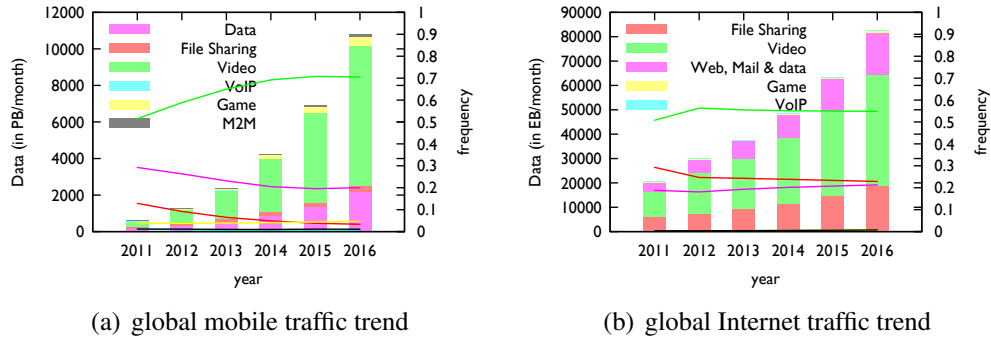 Data (in PB/month)
12000
10000
8000
6000
4000
2000
0
Data
File Sharing
Video
VoIP
Game
M2M
1
0.9
0.8
0.7
0.6
0.5
0.4
0.3
0.2
0.1
0
frequency
2011 2012 2013 2014 2015 2016
year
(a) global mobile traffic trend
Data (in EB/month)
90000
80000
70000
60000
50000
40000
30000
20000
10000
0
File Sharing
Video
Web, Mail & data
Game
VoIP
1
0.9
0.8
0.7
0.6
0.5
0.4
0.3
0.2
0.1
0
frequency
2011 2012 2013 2014 2015 2016
year
(b) global Internet traffic trend